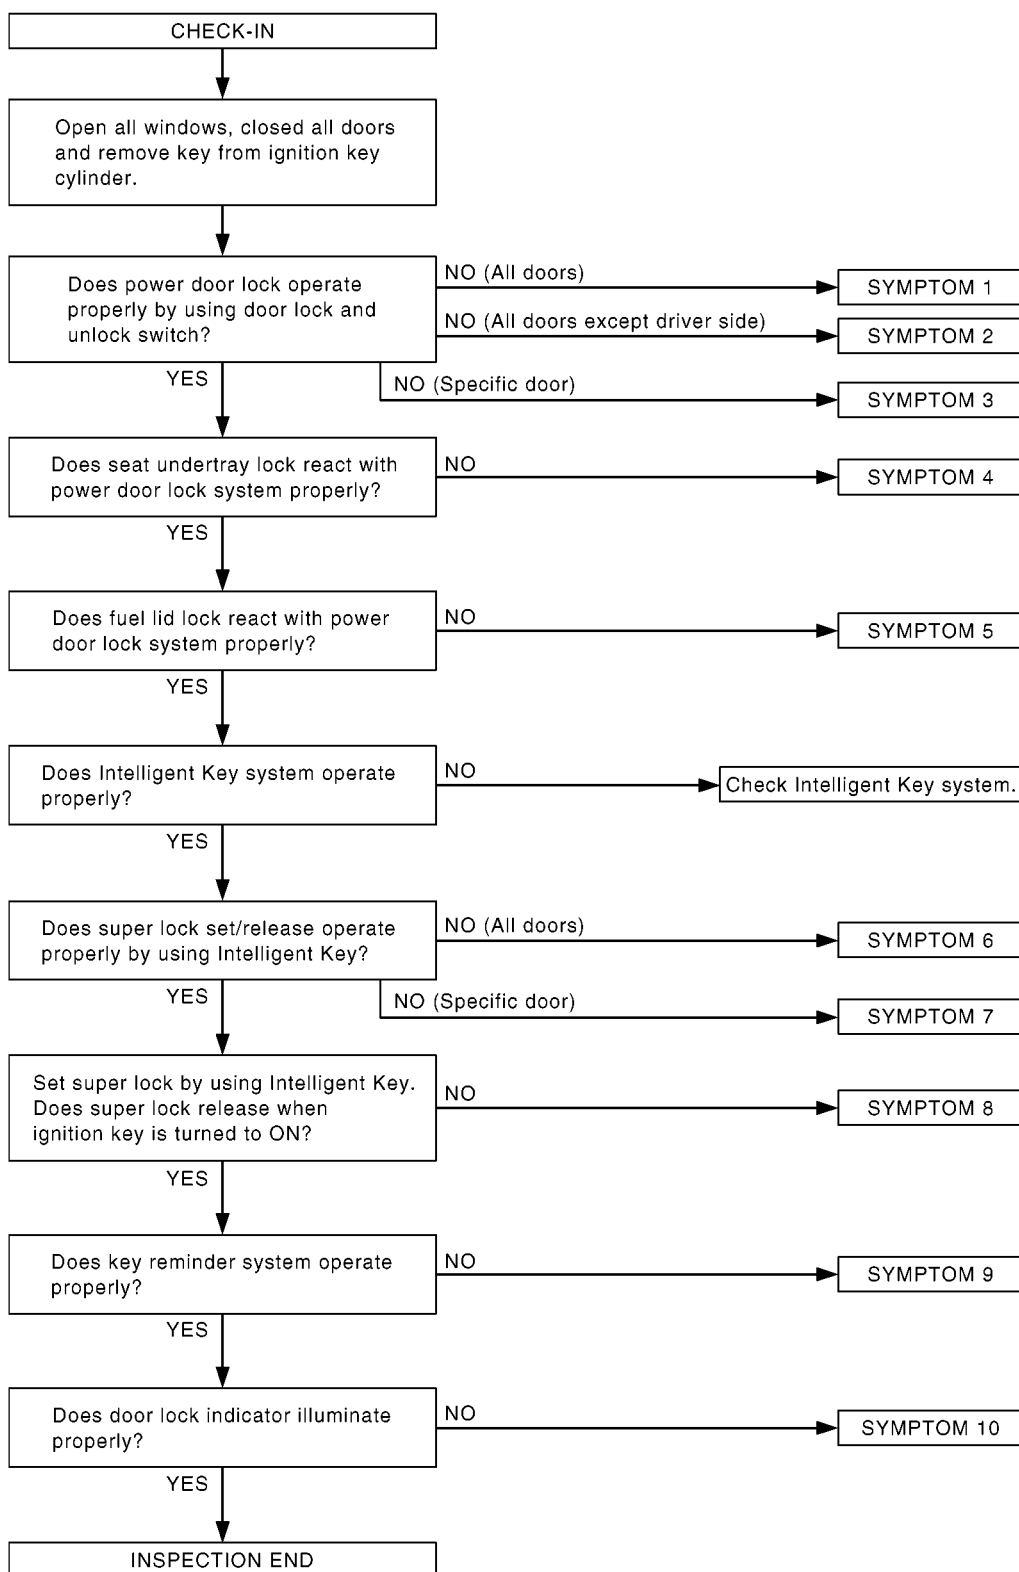 CHECK-IN
Open all windows, closed all doors
and remove key from ignition key
cylinder.
Does power door lock operate
properly by using door lock and
unlock switch?
NO (All doors)
SYMPTOM 1
NO (All doors except driver side)
SYMPTOM 2
YES
NO (Specific door)
SYMPTOM 3
Does seat undertray lock react with
power door lock system properly?
NO
SYMPTOM 4
YES
Does fuel lid lock react with power
door lock system properly?
NO
SYMPTOM 5
YES
Does Intelligent Key system operate
properly?
NO
Check Intelligent Key system.
YES
Does super lock set/release operate
properly by using Intelligent Key?
NO (All doors)
SYMPTOM 6
YES
NO (Specific door)
SYMPTOM 7
Set super lock by using Intelligent Key.
Does super lock release when
ignition key is turned to ON?
NO
SYMPTOM 8
YES
Does key reminder system operate
properly?
NO
SYMPTOM 9
YES
Does door lock indicator illuminate
properly?
NO
SYMPTOM 10
YES
INSPECTION END